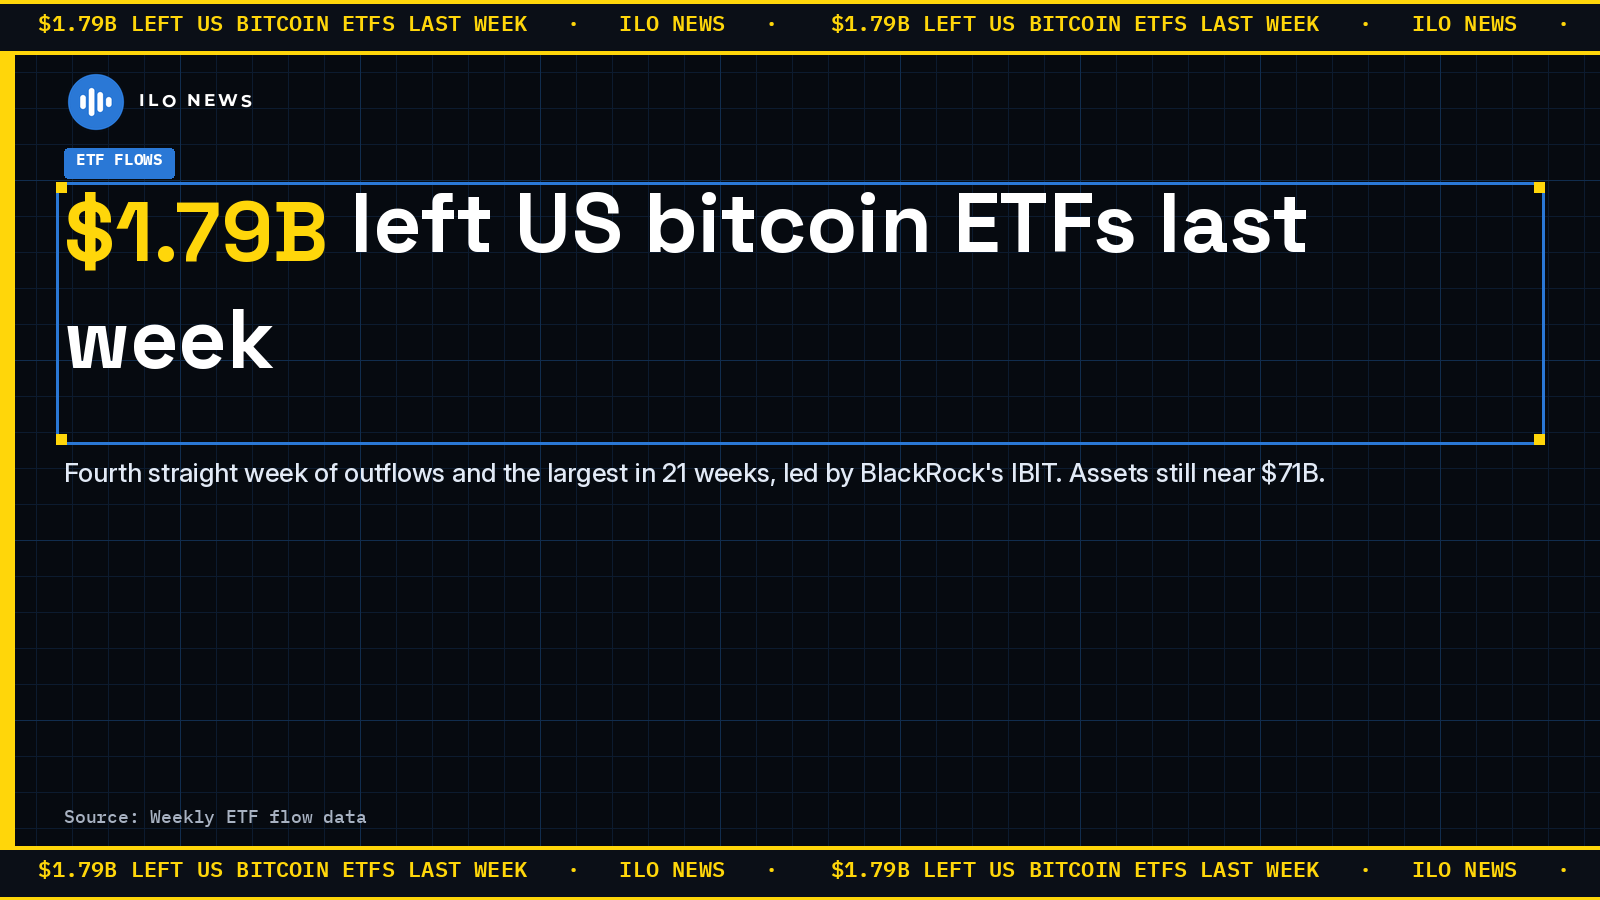 $1.79B LEFT US BITCOIN ETFS LAST WEEK · ILO NEWS · $1.79B LEFT US BITCOIN ETFS LAST WEEK · ILO NEWS ·
ILO NEWS
ETF FLOWS
$1.79B left US bitcoin ETFs last
week
Fourth straight week of outflows and the largest in 21 weeks, led by BlackRock's IBIT. Assets still near $71B.
Source: Weekly ETF flow data
$1.79B LEFT US BITCOIN ETFS LAST WEEK · ILO NEWS · $1.79B LEFT US BITCOIN ETFS LAST WEEK · ILO NEWS ·